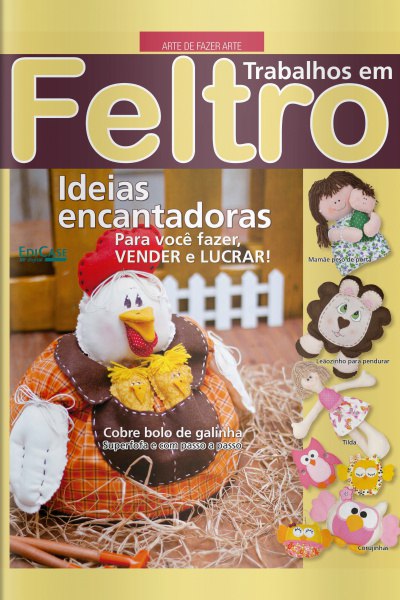 ARTE DE FAZER ARTE
Trabalhos em
Feltro
Ideias
encantadoras
Para você fazer,
VENDER e LUCRAR!
EDICASE
Mamãe peso de porta
Leãozinho para pendurar
Cobre bolo de galinha
Superfofa e com passo a passo
Tilda
Corujinhas